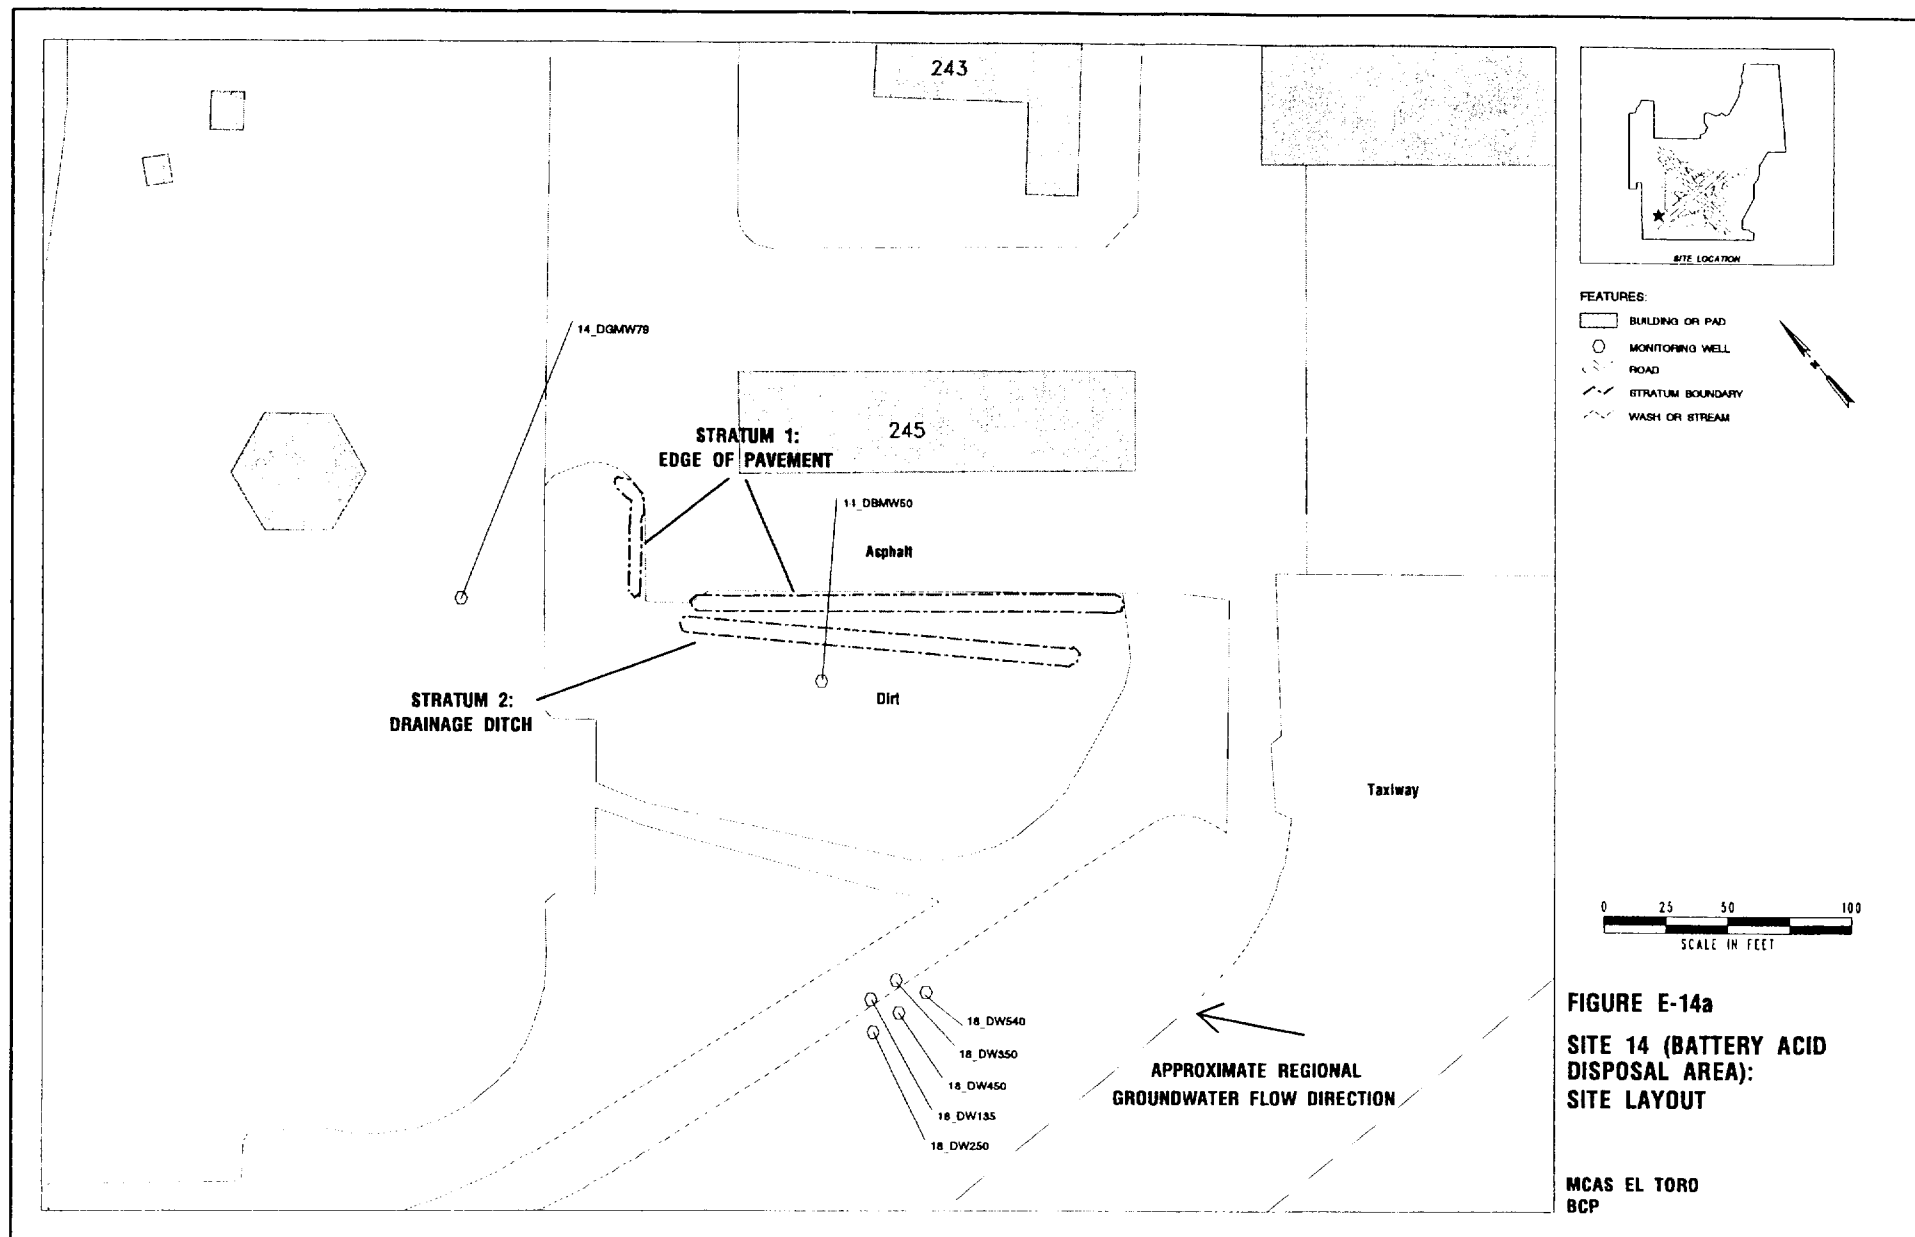 243
14_DGMW79
STRATUM 1:
EDGE OF PAVEMENT
245
11_DBMW50
Asphalt
STRATUM 2:
DRAINAGE DITCH
Dirt
Taxiway
18_DW540
18_DW350
18_DW450
18_DW135
18_DW250
APPROXIMATE REGIONAL
GROUNDWATER FLOW DIRECTION
SITE LOCATION
FEATURES:
BUILDING OR PAD
MONITORING WELL
ROAD
STRATUM BOUNDARY
WASH OR STREAM
0 25 50 100
SCALE IN FEET
FIGURE E-14a
SITE 14 (BATTERY ACID
DISPOSAL AREA):
SITE LAYOUT
MCAS EL TORO
BCP